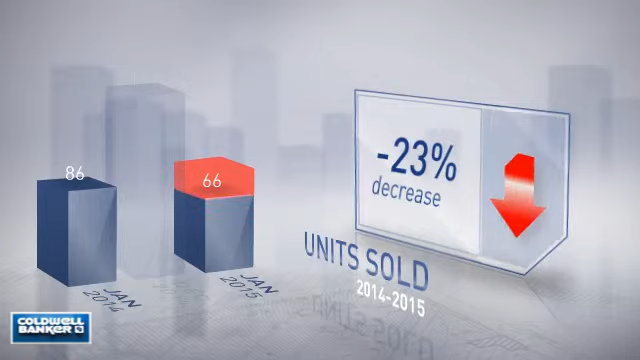 86
66
JAN
2014
JAN
2015
-23%
decrease
UNITS SOLD
2014-2015
COLDWELL
BANKER